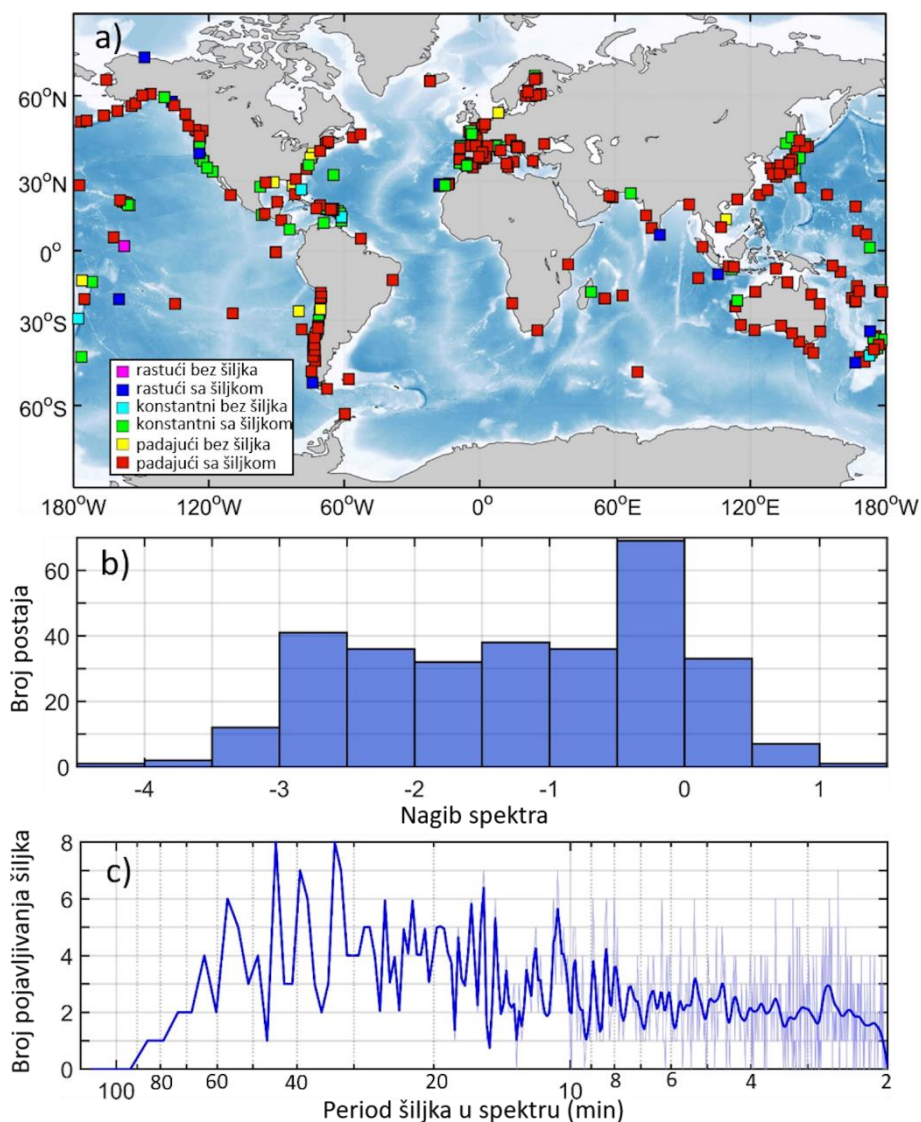 a)
60°N
30°N
0°
30°S
60°S
rastući bez šiljka
rastući sa šiljkom
konstantni bez šiljka
konstantni sa šiljkom
padajući bez šiljka
padajući sa šiljkom
180°W 120°W 60°W 0°E 60°E 120°E 180°W
b)
Broj postaja
60
40
20
0
-4 -3 -2 -1 0 1
Nagib spektra
c)
Broj pojavljivanja šiljka
8
6
4
2
0
100 80 60 40 20 10 8 6 4 2
Period šiljka u spektru (min)